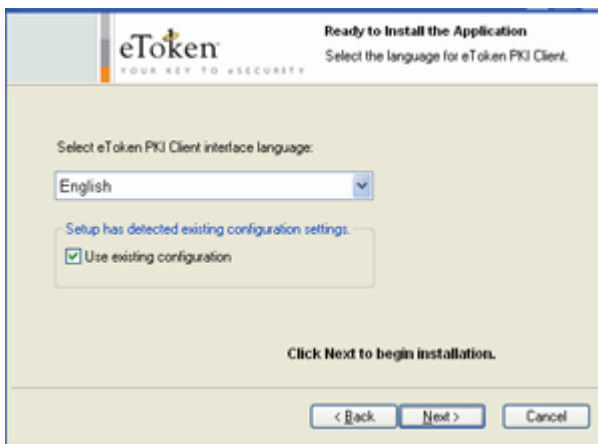 eToken
YOUR KEY TO eSECURITY
Ready to Install the Application
Select the language for eToken PKI Client.
Select eToken PKI Client interface language:
English
Setup has detected existing configuration settings.
Use existing configuration
Click Next to begin installation.
< Back
Next >
Cancel